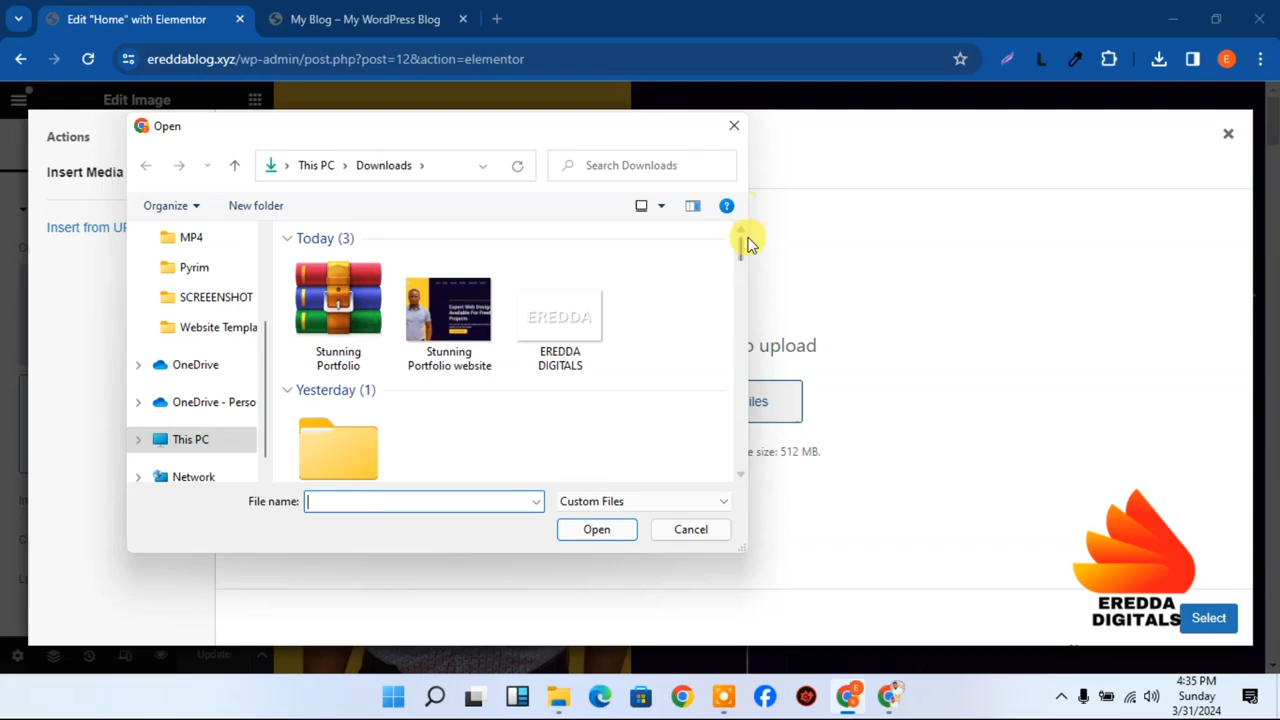 Edit "Home" with Elementor
My Blog – My WordPress Blog
ereddablog.xyz/wp-admin/post.php?post=12&action=elementor
E
Edit Image
Actions
Insert Media
Insert from UR
Open
This PC
Downloads
Search Downloads
Organize
New folder
MP4
Pyrim
SCREEENSHOT
Website Templa
OneDrive
OneDrive - Perso
This PC
Network
Today (3)
EREDDA
Stunning
Portfolio
Stunning
Portfolio website
EREDDA
DIGITALS
Yesterday (1)
File name:
Custom Files
Open
Cancel
upload
iles
size: 512 MB.
EREDDA
DIGITALS
Select
Update
4:35 PM
Sunday
3/31/2024